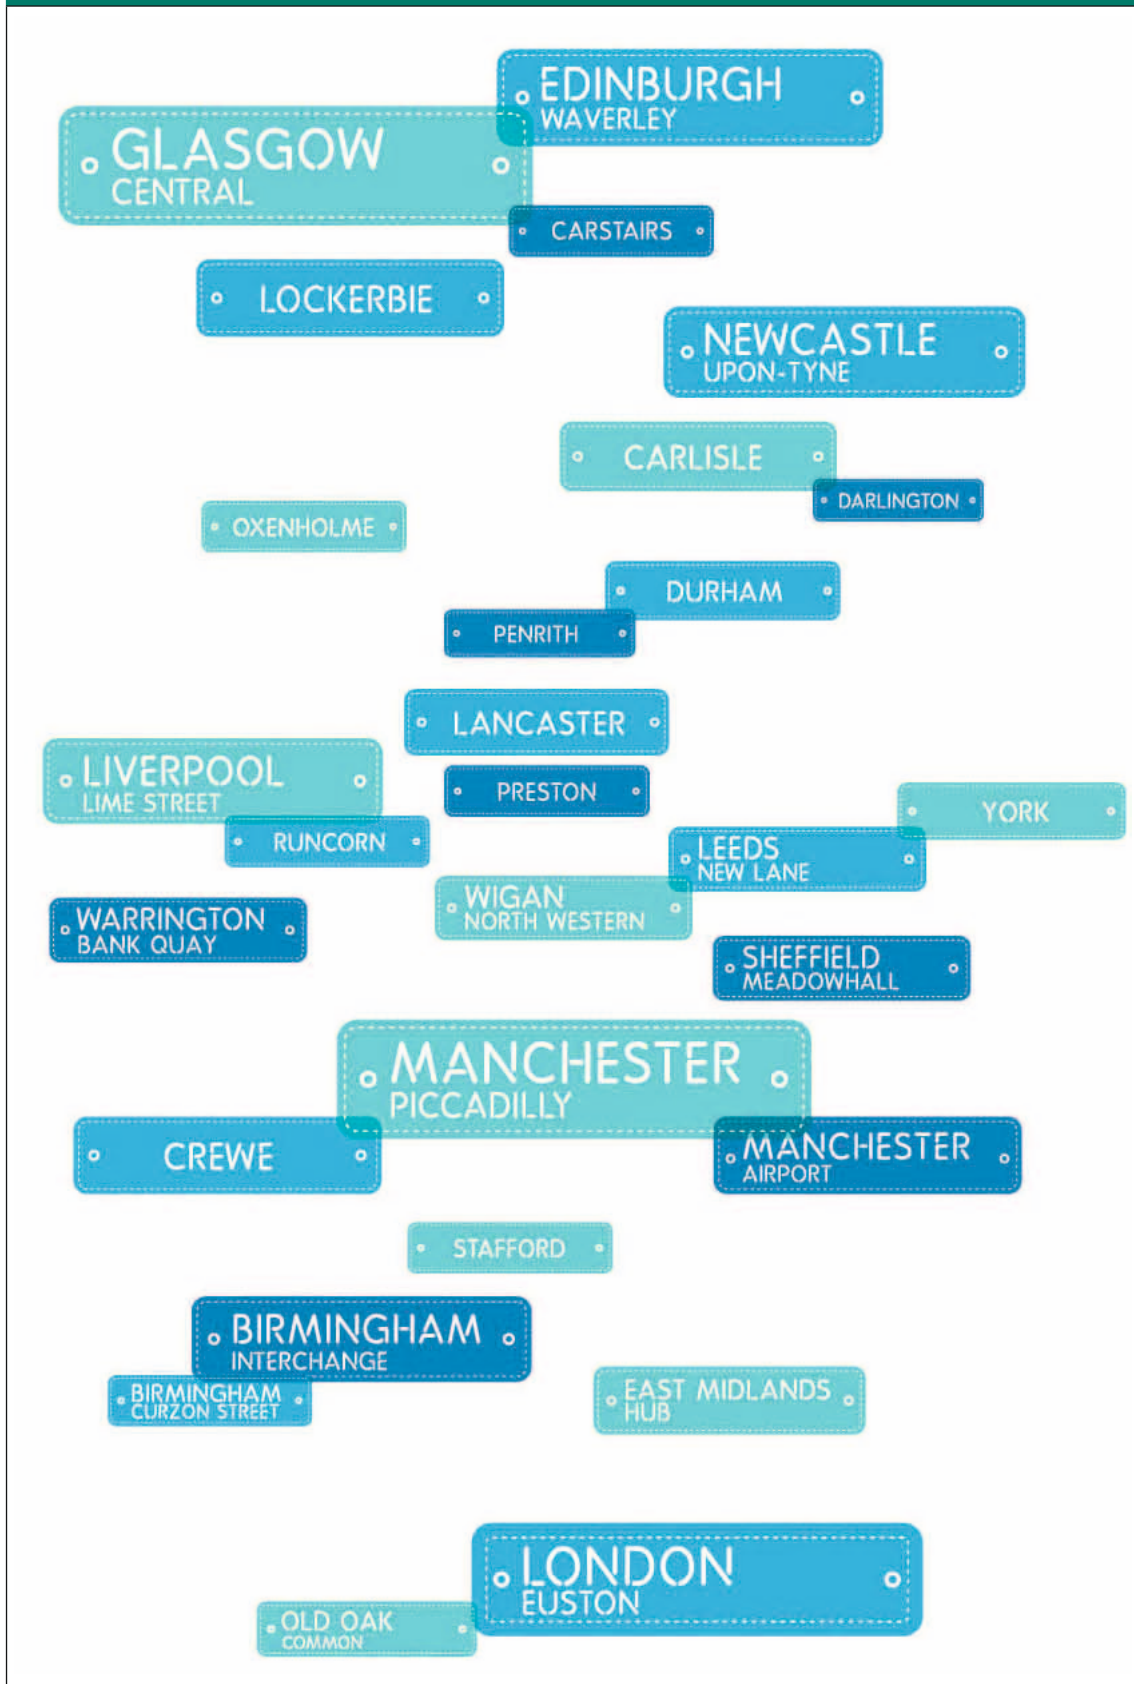 EDINBURGH
WAVERLEY
GLASGOW
CENTRAL
CARSTAIRS
LOCKERBIE
NEWCASTLE
UPON-TYNE
CARLISLE
DARLINGTON
OXENHOLME
DURHAM
PENRITH
LANCASTER
LIVERPOOL
LIME STREET
PRESTON
YORK
RUNCORN
LEEDS
NEW LANE
WIGAN
NORTH WESTERN
WARRINGTON
BANK QUAY
SHEFFIELD
MEADOWHALL
MANCHESTER
PICCADILLY
CREWE
MANCHESTER
AIRPORT
STAFFORD
BIRMINGHAM
INTERCHANGE
BIRMINGHAM
CURZON STREET
EAST MIDLANDS
HUB
LONDON
EUSTON
OLD OAK
COMMON